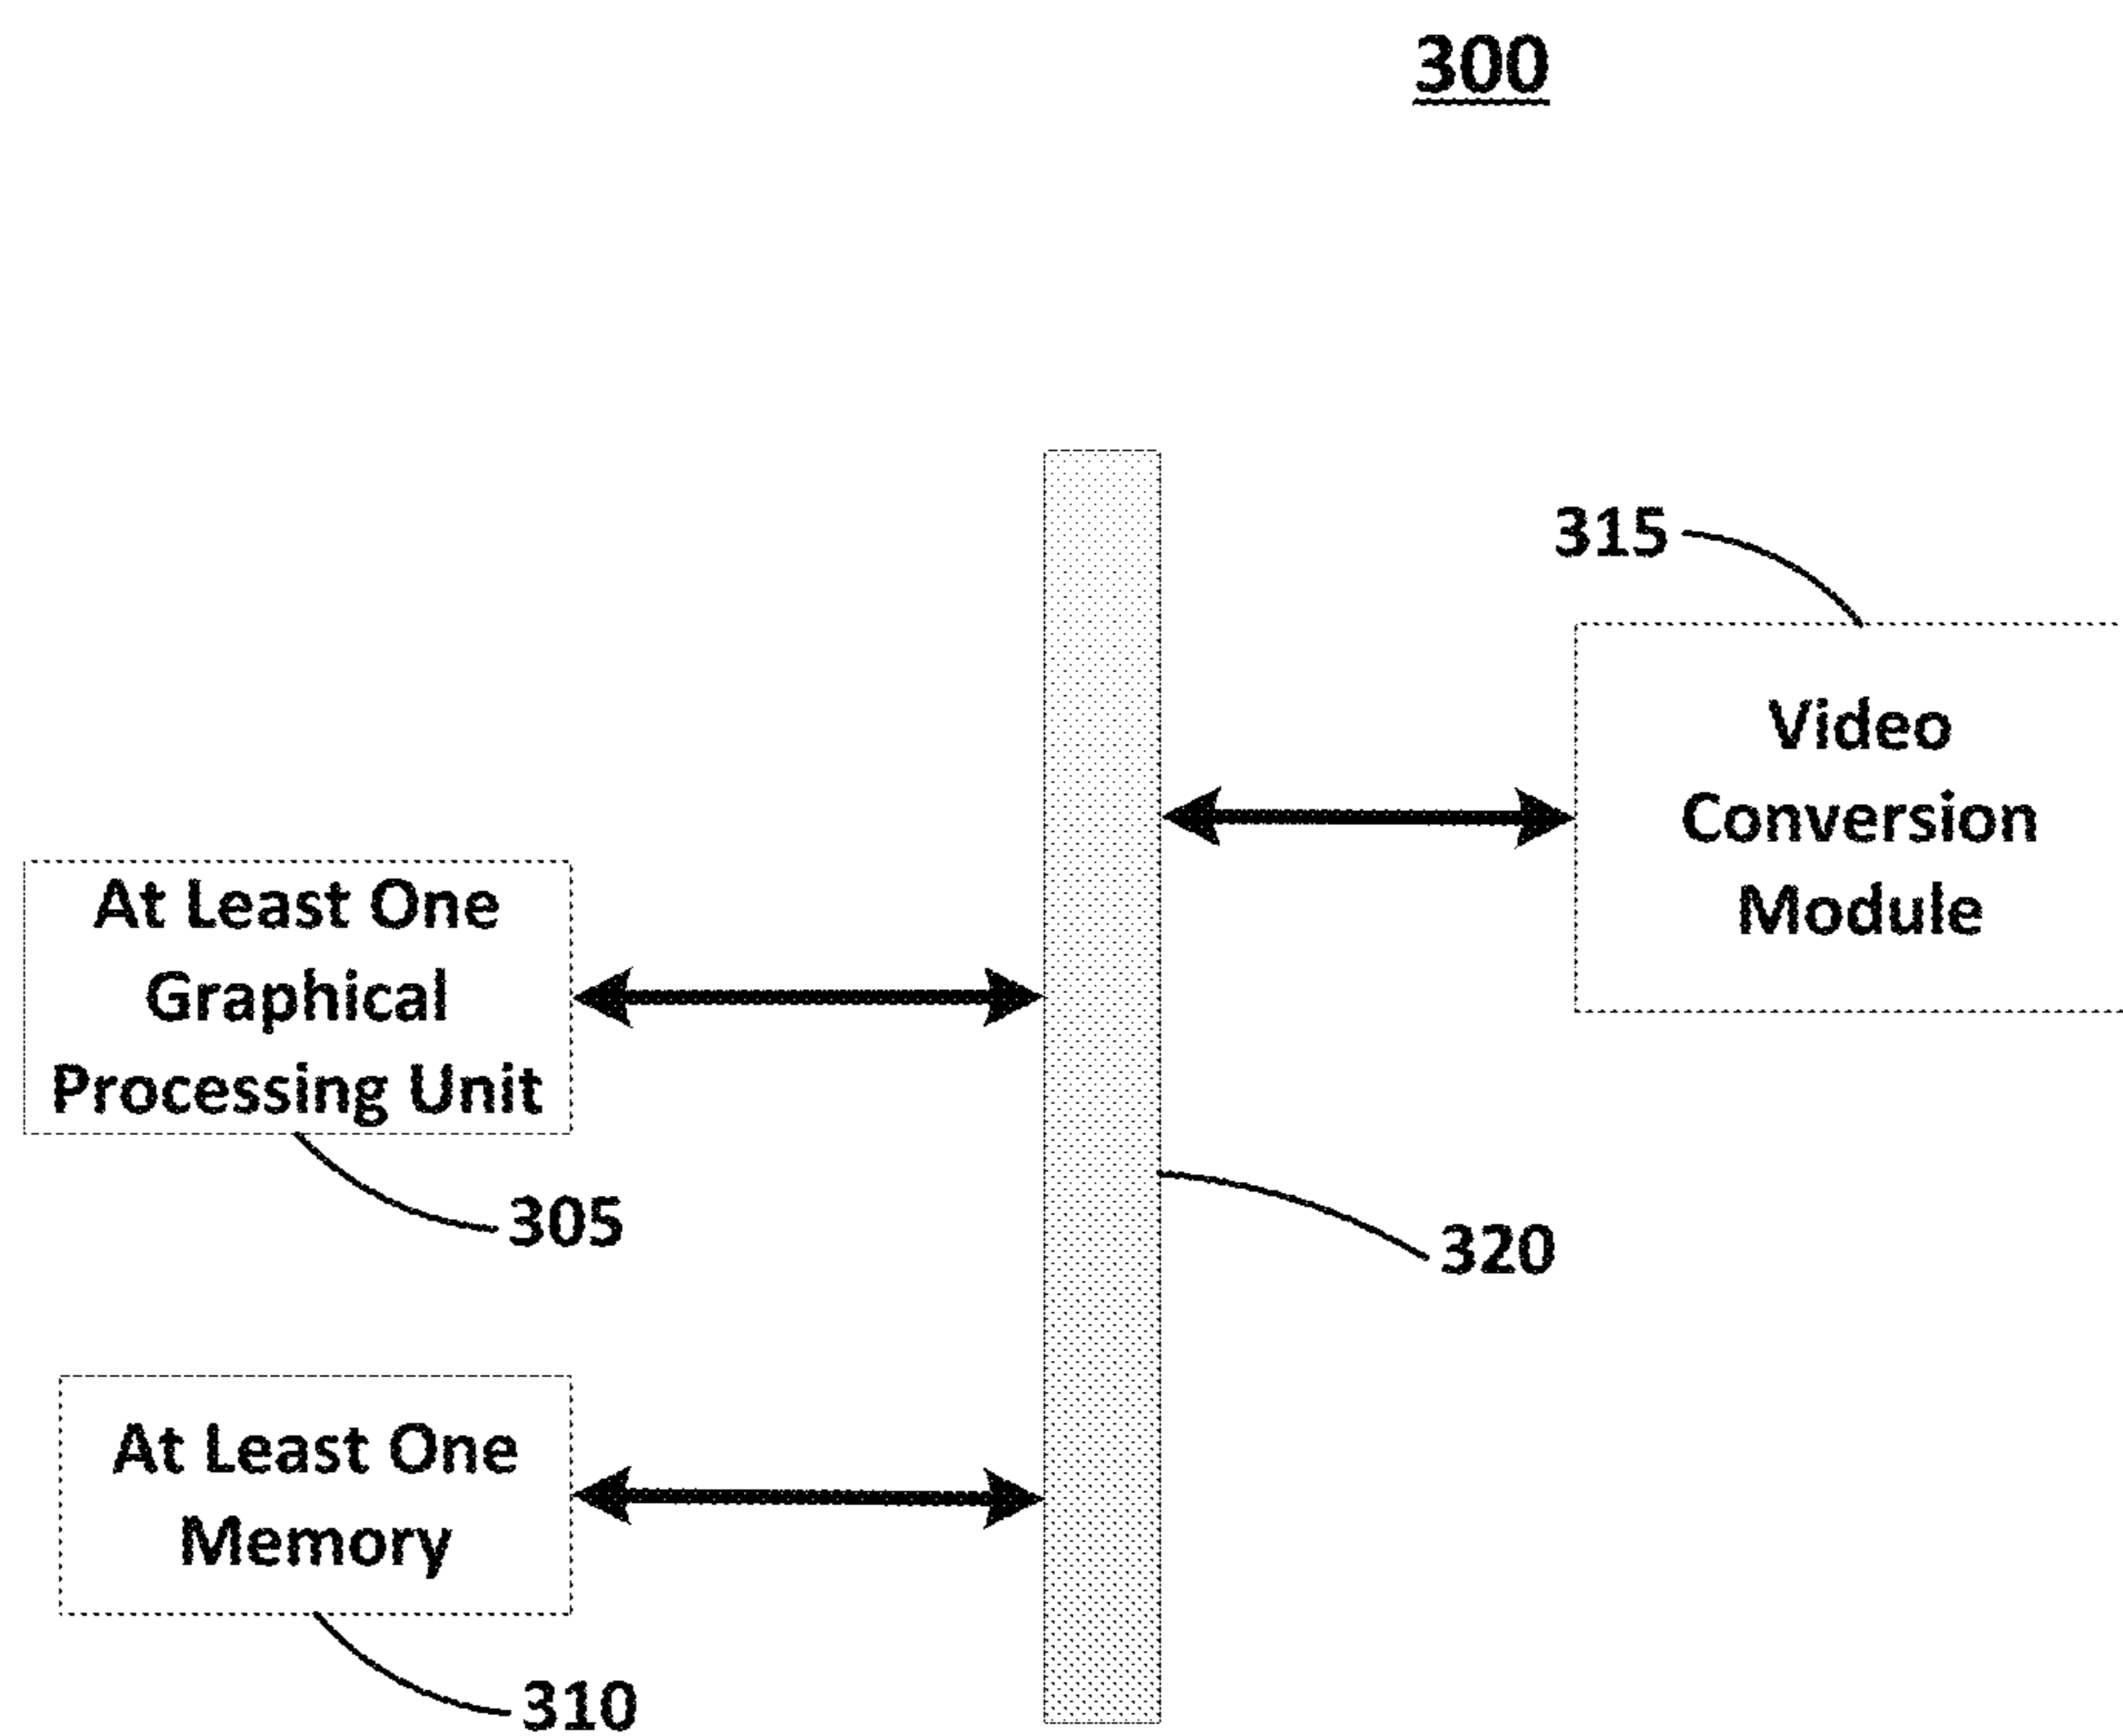 300
315
Video
Conversion
Module
At Least One
Graphical
Processing Unit
305
320
At Least One
Memory
310